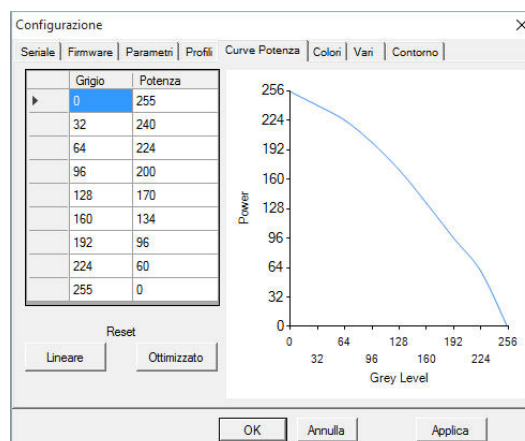 Configurazione
Seriale Firmware Parametri Profili Curve Potenza Colori Vari Contorno
Grigio Potenza
0 255
32 240
64 224
96 200
128 170
160 134
192 96
224 60
255 0
Reset
Lineare Ottimizzato
256
224
192
160
128
96
64
32
0
Power
0 64 128 192 256
32 96 160 224
Grey Level
OK Annulla Applica